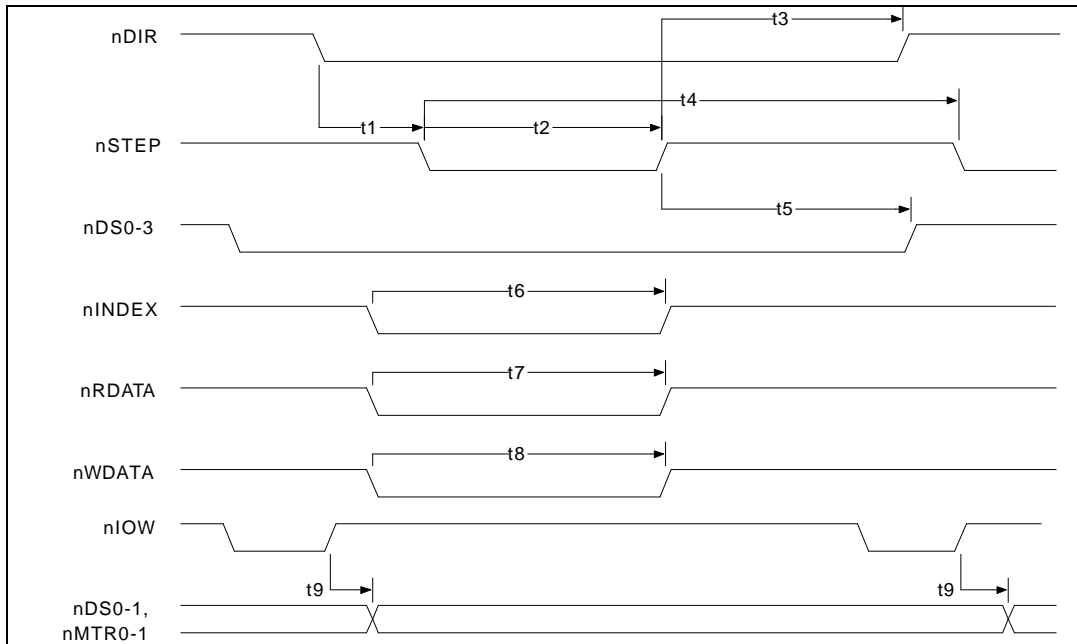 t3
nDIR
t4
t1
t2
nSTEP
t5
nDS0-3
t6
nINDEX
t7
nRDATA
t8
nWDATA
nIOW
t9
t9
nDS0-1,
nMTR0-1